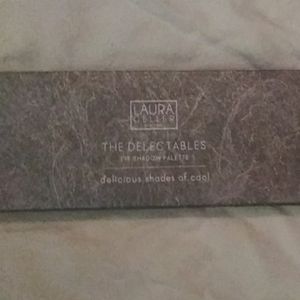 LAURA
GELLER
THE DELECTABLES
EYE SHADOW PALETTE
delicious shades of cool